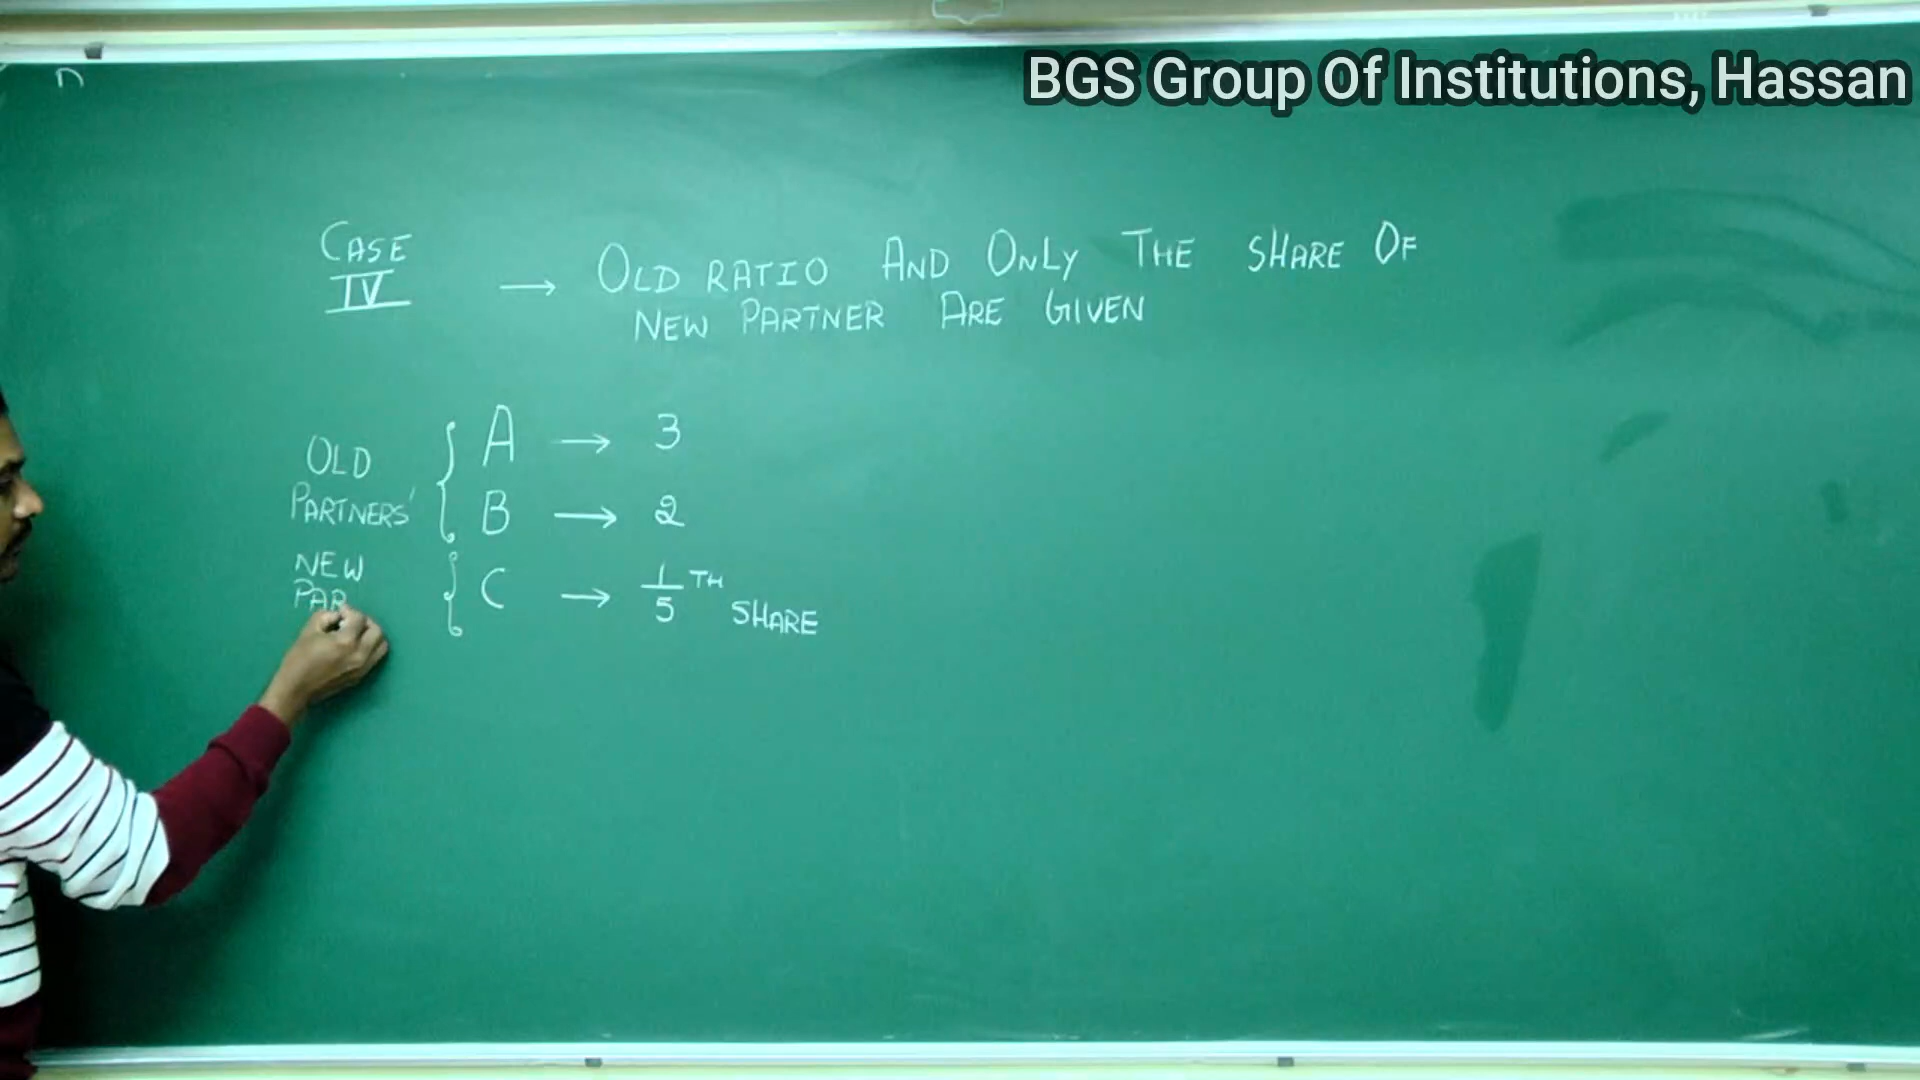 BGS Group Of Institutions, Hassan
n
CASE
IV → OLD RATIO AND ONLY THE SHARE OF
NEW PARTNER ARE GIVEN
OLD
PARTNERS'
A → 3
B → 2
NEW
PAR
C → 1/5 TH
SHARE